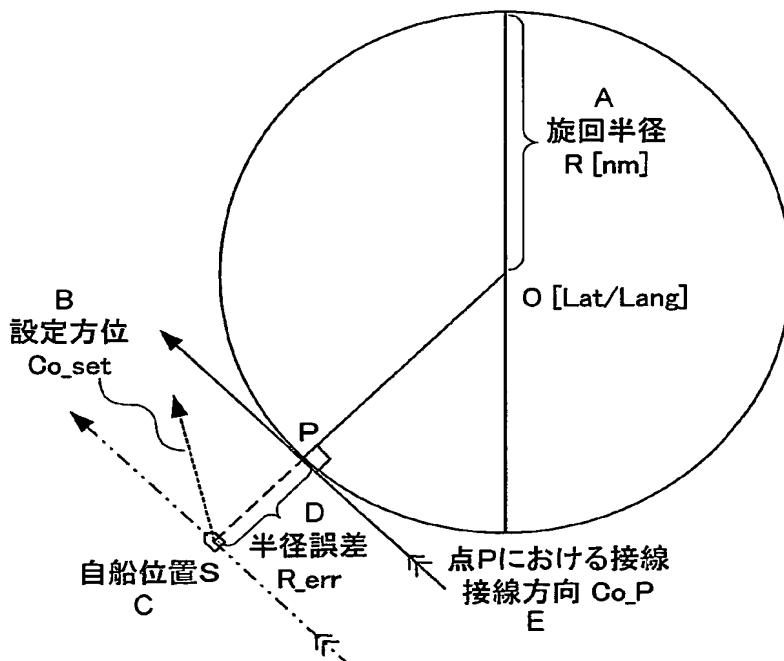 A
旋回半径
R [nm]
O [Lat/Lang]
B
設定方位
Co_set
P
D
半径誤差
R_err
自船位置S
C
点Pにおける接線
接線方向 Co_P
E